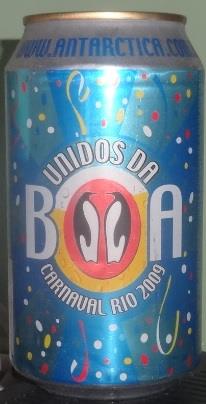 WWW.ANTARCTICA.COM
UNIDOS DA
BOA
CARNAVAL RIO 2009